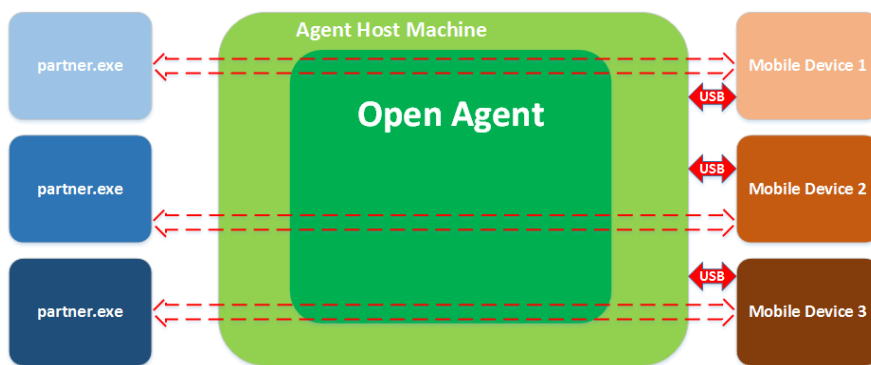 Agent Host Machine
partner.exe
Open Agent
Mobile Device 1
USB
partner.exe
USB
Mobile Device 2
partner.exe
USB
Mobile Device 3